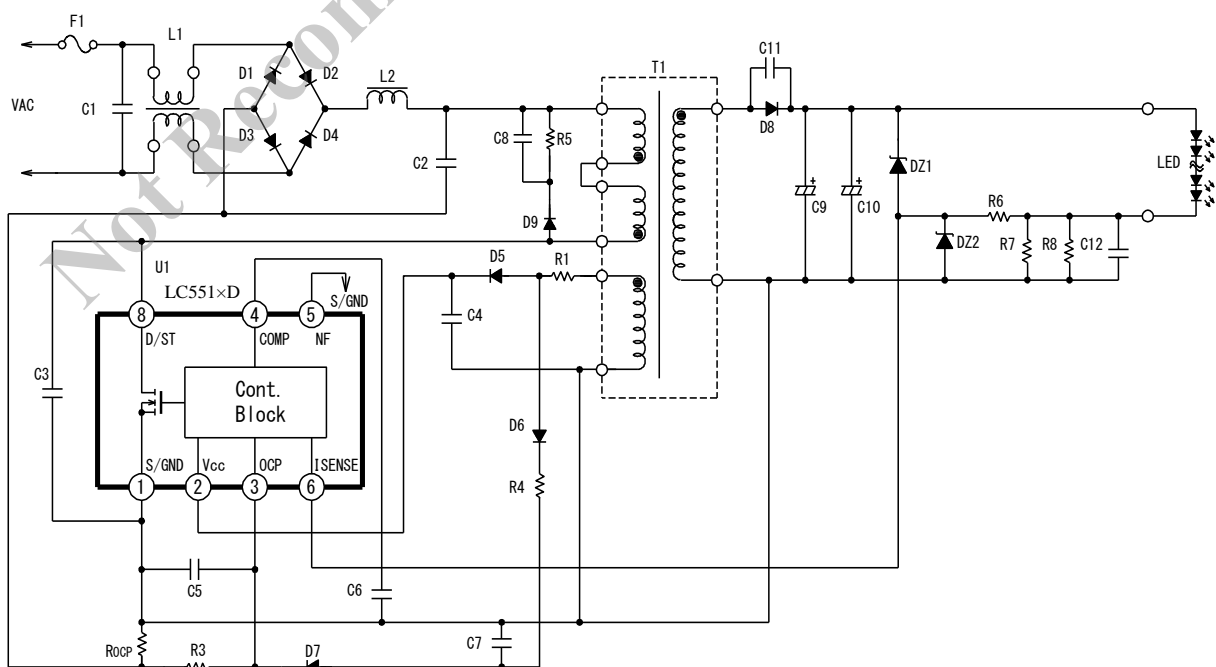 Not Recom
F1
L1
VAC
C1
D1
D2
D3
D4
L2
C2
C8
R5
D9
T1
C11
D8
C9
C10
DZ1
DZ2
R6
R7
R8
C12
LED
U1
LC551×D
8
4
5
S/GND
D/ST
COMP
NF
C3
Cont.
Block
S/GND
Vcc
OCP
ISENSE
1
2
3
6
D5
R1
C4
D6
R4
C5
C6
C7
ROCP
R3
D7